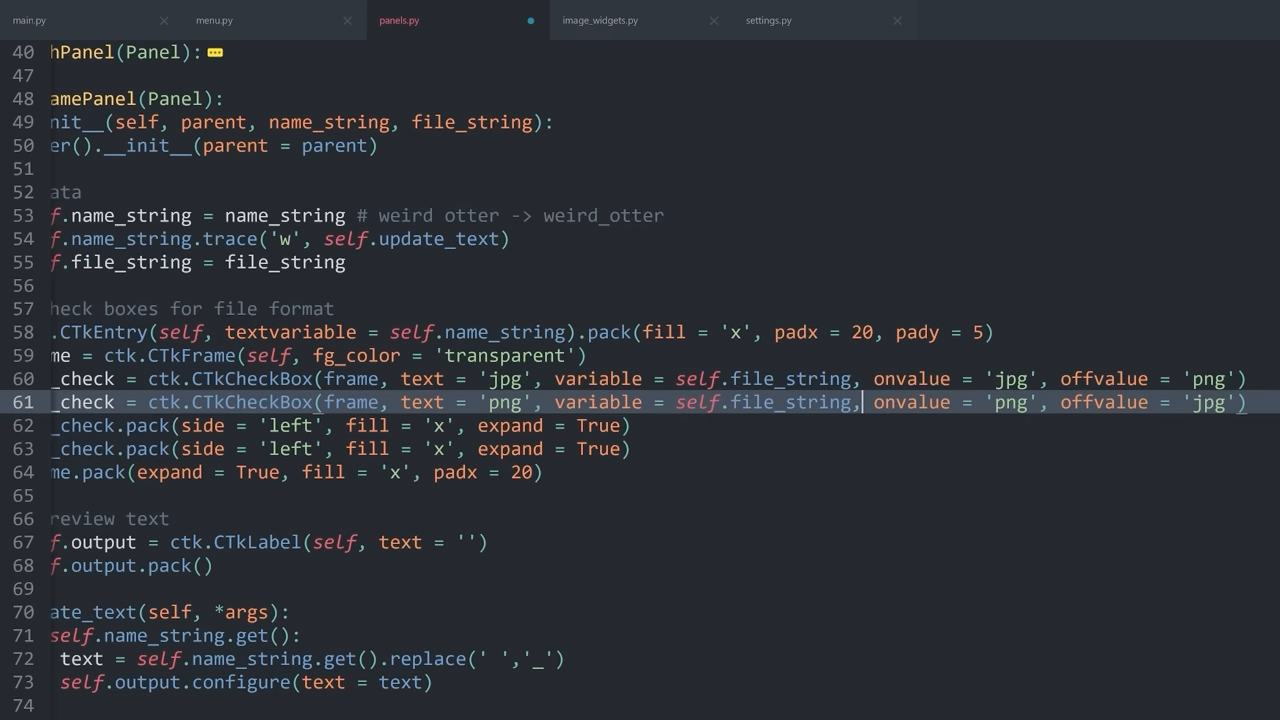 main.py
menu.py
panels.py
image_widgets.py
settings.py
40 hPanel(Panel):
47
48 amePanel(Panel):
49 nit__(self, parent, name_string, file_string):
50 er().__init__(parent = parent)
51
52 ata
53 f.name_string = name_string # weird otter -> weird_otter
54 f.name_string.trace('w', self.update_text)
55 f.file_string = file_string
56
57 heck boxes for file format
58 .CTkEntry(self, textvariable = self.name_string).pack(fill = 'x', padx = 20, pady = 5)
59 me = ctk.CTkFrame(self, fg_color = 'transparent')
60 _check = ctk.CTkCheckBox(frame, text = 'jpg', variable = self.file_string, onvalue = 'jpg', offvalue = 'png')
61 _check = ctk.CTkCheckBox(frame, text = 'png', variable = self.file_string, onvalue = 'png', offvalue = 'jpg')
62 _check.pack(side = 'left', fill = 'x', expand = True)
63 _check.pack(side = 'left', fill = 'x', expand = True)
64 me.pack(expand = True, fill = 'x', padx = 20)
65
66 review text
67 f.output = ctk.CTkLabel(self, text = '')
68 f.output.pack()
69
70 ate_text(self, *args):
71 self.name_string.get():
72 text = self.name_string.get().replace(' ','_')
73 self.output.configure(text = text)
74